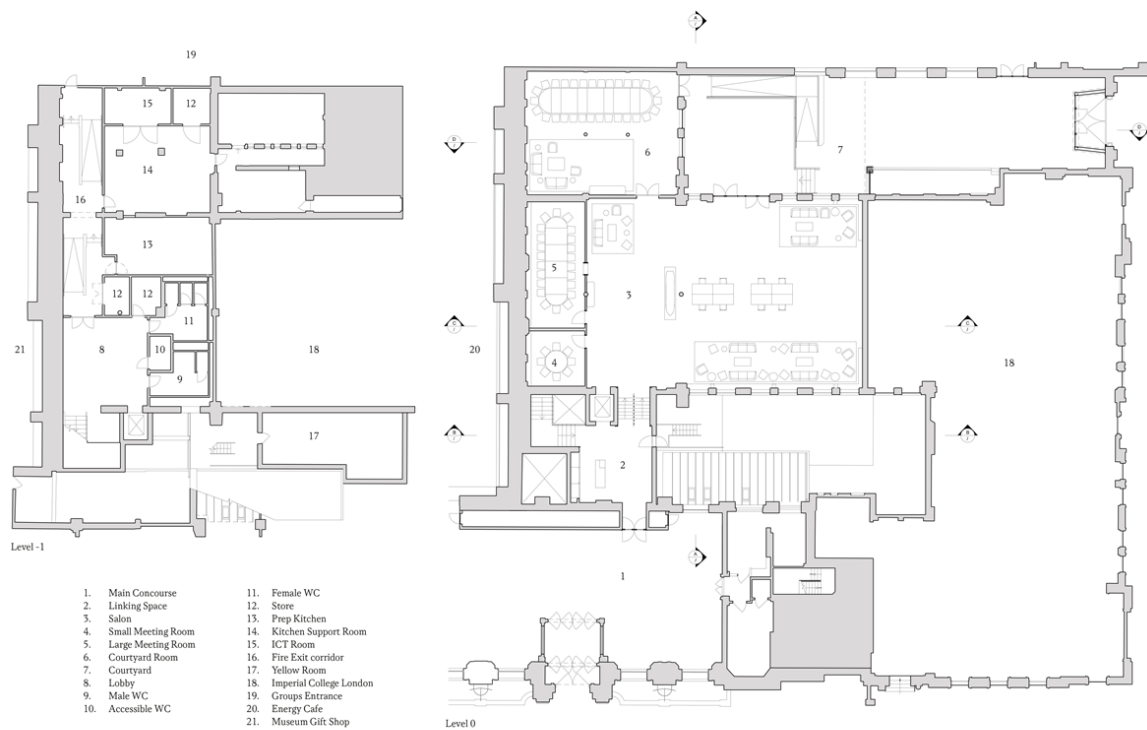 19
15
12
14
16
13
12
12
11
21
8
10
18
9
17
Level -1
A
6
7
D
D
5
3
C
C
20
4
18
B
B
2
A
1
Level 0
1. Main Concourse
2. Linking Space
3. Salon
4. Small Meeting Room
5. Large Meeting Room
6. Courtyard Room
7. Courtyard
8. Lobby
9. Male WC
10. Accessible WC
11. Female WC
12. Store
13. Prep Kitchen
14. Kitchen Support Room
15. ICT Room
16. Fire Exit corridor
17. Yellow Room
18. Imperial College London
19. Groups Entrance
20. Energy Cafe
21. Museum Gift Shop